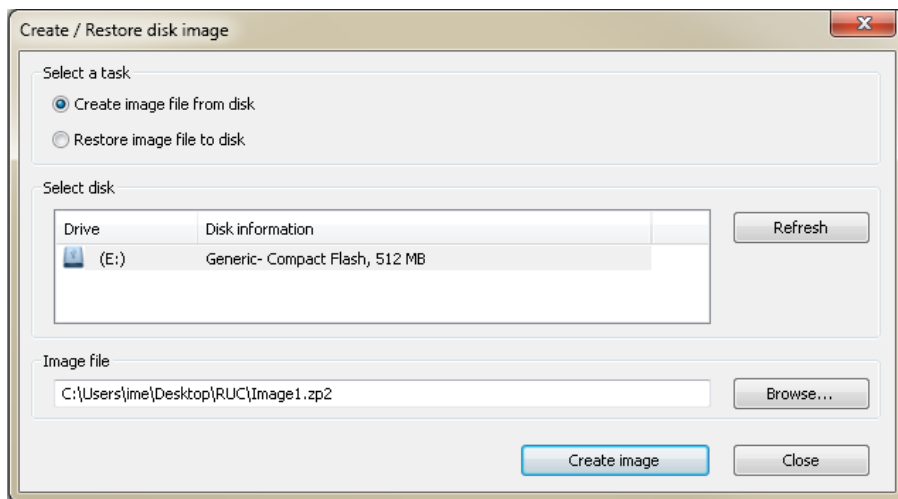 Create / Restore disk image
Select a task
Create image file from disk
Restore image file to disk
Select disk
Drive Disk information
Refresh
(E:) Generic- Compact Flash, 512 MB
Image file
C:\Users\ime\Desktop\RUC\Image1.zp2
Browse...
Create image Close